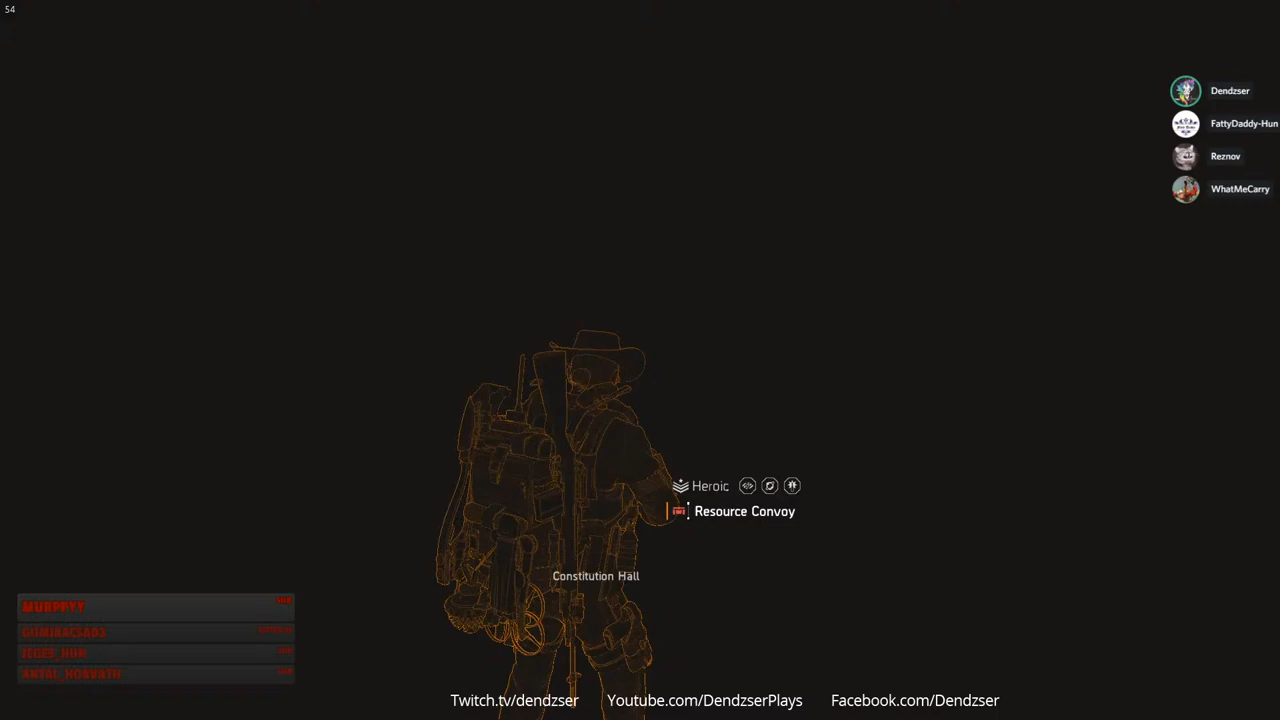 54
Dendzser
FattyDaddy-Hun
Reznov
WhatMeCarry
Heroic
Resource Convoy
Constitution Hall
MURPPYY
ANTAL_HORVATH
Twitch.tv/dendzser Youtube.com/DendzserPlays Facebook.com/Dendzser